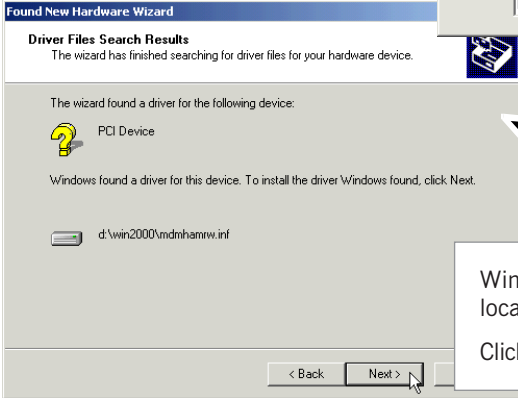 Found New Hardware Wizard
Driver Files Search Results
The wizard has finished searching for driver files for your hardware device.
The wizard found a driver for the following device:
PCI Device
Windows found a driver for this device. To install the driver Windows found, click Next.
d:\win2000\mdmhamrw.inf
< Back
Next >